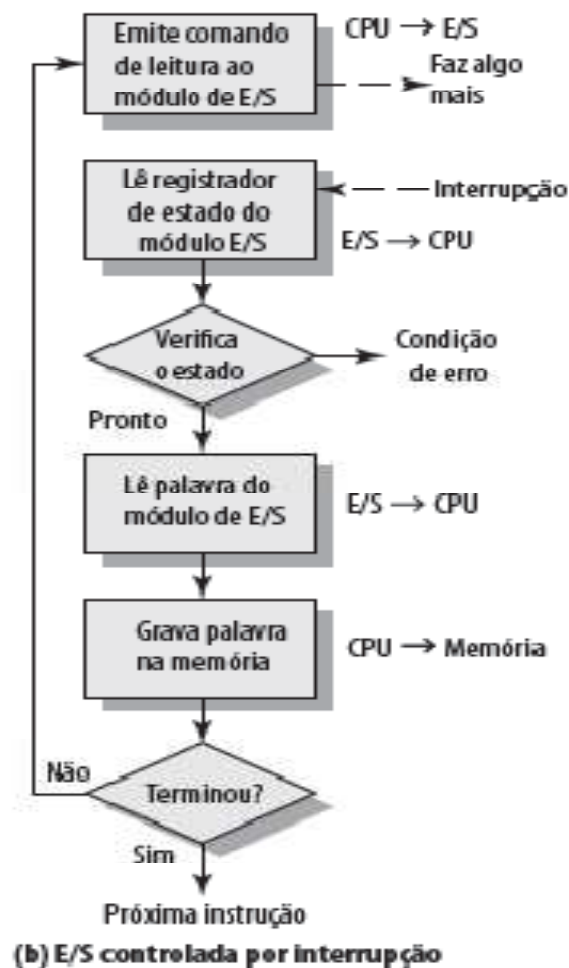 Emite comando
de leitura ao
módulo de E/S
CPU → E/S
Faz algo
mais
Lê registrador
de estado do
módulo E/S
Interrupção
E/S → CPU
Verifica
o estado
Condição
de erro
Pronto
Lê palavra do
módulo de E/S
E/S → CPU
Grava palavra
na memória
CPU → Memória
Não
Terminou?
Sim
Próxima instrução
(b) E/S controlada por interrupção